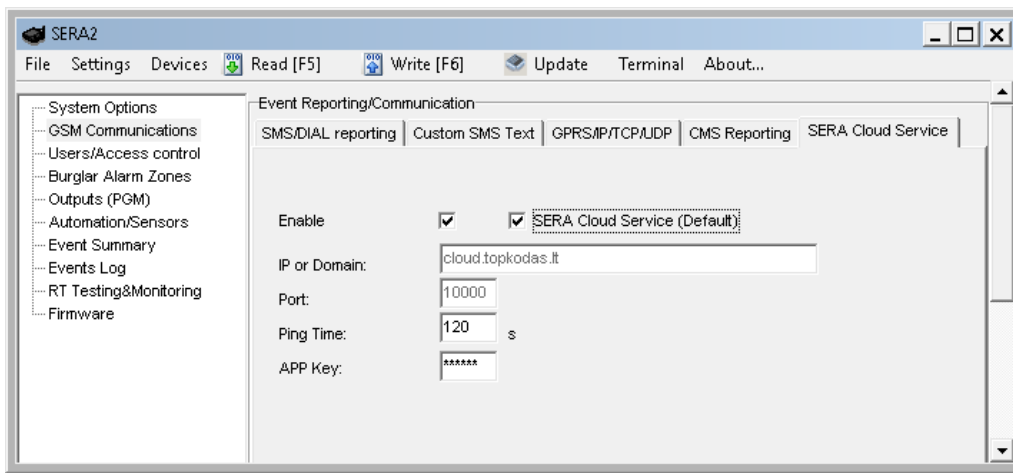 SERA2
File Settings Devices Read [F5] Write [F6] Update Terminal About...
System Options
GSM Communications
Users/Access control
Burglar Alarm Zones
Outputs (PGM)
Automation/Sensors
Event Summary
Events Log
RT Testing&Monitoring
Firmware
Event Reporting/Communication
SMS/DIAL reporting Custom SMS Text GPRS/IP/TCP/UDP CMS Reporting SERA Cloud Service
Enable SERA Cloud Service (Default)
IP or Domain: cloud.topkodas.lt
Port: 10000
Ping Time: 120 s
APP Key: ******